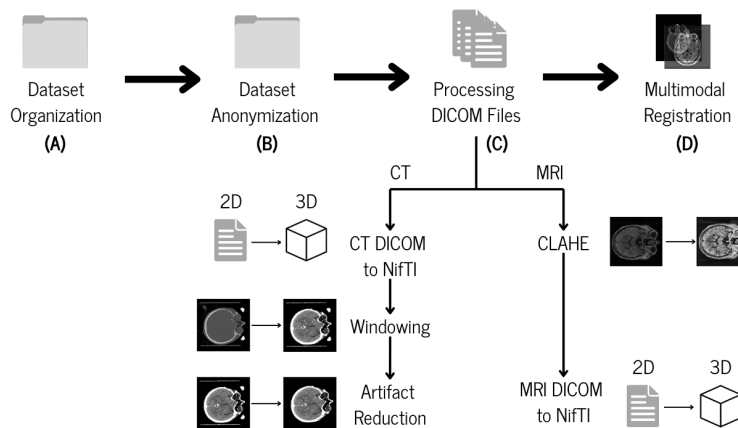 Dataset
Organization
(A)
Dataset
Anonymization
(B)
Processing
DICOM Files
(C)
Multimodal
Registration
(D)
CT
MRI
2D
3D
CT DICOM
to NifTI
CLAHE
Windowing
Artifact
Reduction
MRI DICOM
to NifTI
2D
3D